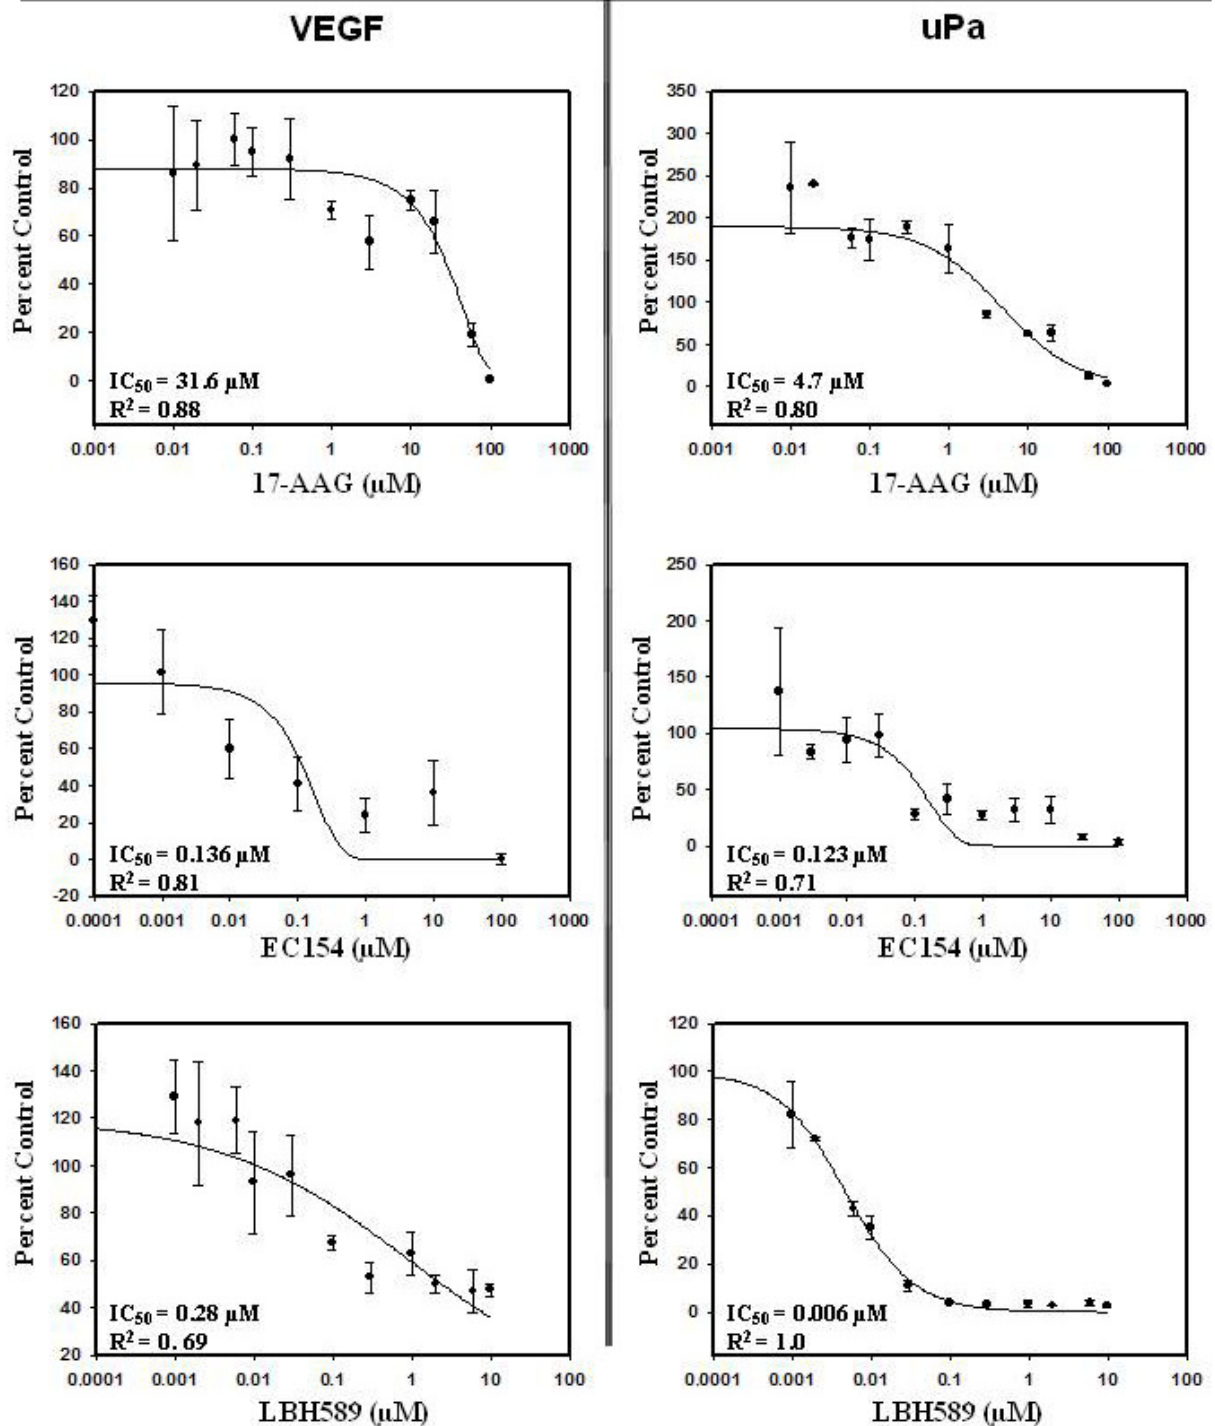 VEGF
uPa
120
100
80
60
40
20
0
Percent Control
IC50 = 31.6 µM
R2 = 0.88
0.001 0.01 0.1 1 10 100 1000
17-AAG (µM)
350
300
250
200
150
100
50
0
Percent Control
IC50 = 4.7 µM
R2 = 0.80
0.001 0.01 0.1 1 10 100 1000
17-AAG (µM)
160
140
120
100
80
60
40
20
0
-20
Percent Control
IC50 = 0.136 µM
R2 = 0.81
0.0001 0.001 0.01 0.1 1 10 100 1000
EC154 (µM)
250
200
150
100
50
0
Percent Control
IC50 = 0.123 µM
R2 = 0.71
0.0001 0.001 0.01 0.1 1 10 100 1000
EC154 (µM)
160
140
120
100
80
60
40
20
Percent Control
IC50 = 0.28 µM
R2 = 0. 69
0.0001 0.001 0.01 0.1 1 10 100
LBH589 (µM)
120
100
80
60
40
20
0
Percent Control
IC50 = 0.006 µM
R2 = 1.0
0.0001 0.001 0.01 0.1 1 10 100
LBH589 (µM)